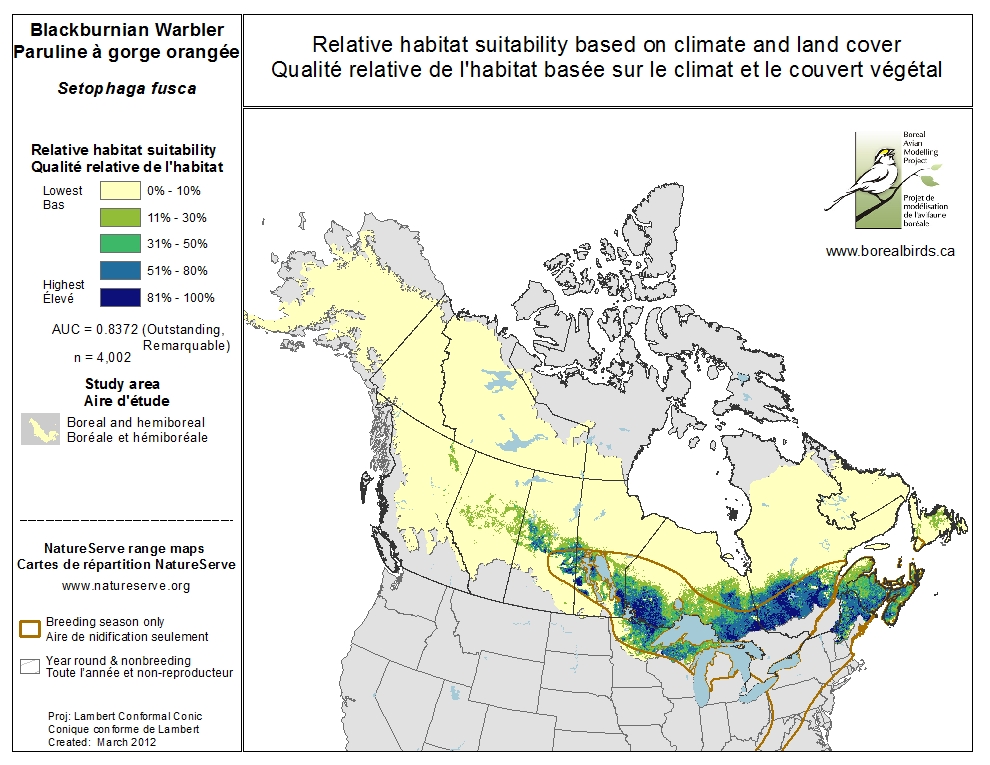 Blackburnian Warbler
Paruline à gorge orangée
Setophaga fusca
Relative habitat suitability
Qualité relative de l'habitat
Lowest
Bas
0% - 10%
11% - 30%
31% - 50%
51% - 80%
Highest
Élevé
81% - 100%
AUC = 0.8372 (Outstanding,
Remarquable)
n = 4,002
Study area
Aire d'étude
Boreal and hemiboreal
Boréale et hémiboréale
NatureServe range maps
Cartes de répartition NatureServe
www.natureserve.org
Breeding season only
Aire de nidification seulement
Year round & nonbreeding
Toute l'année et non-reproducteur
Proj: Lambert Conformal Conic
Conique conforme de Lambert
Created: March 2012
Relative habitat suitability based on climate and land cover
Qualité relative de l'habitat basée sur le climat et le couvert végétal
Boreal
Avian
Modelling
Project
Projet de
modélisation
de l'avifaune
boréale
www.borealbirds.ca